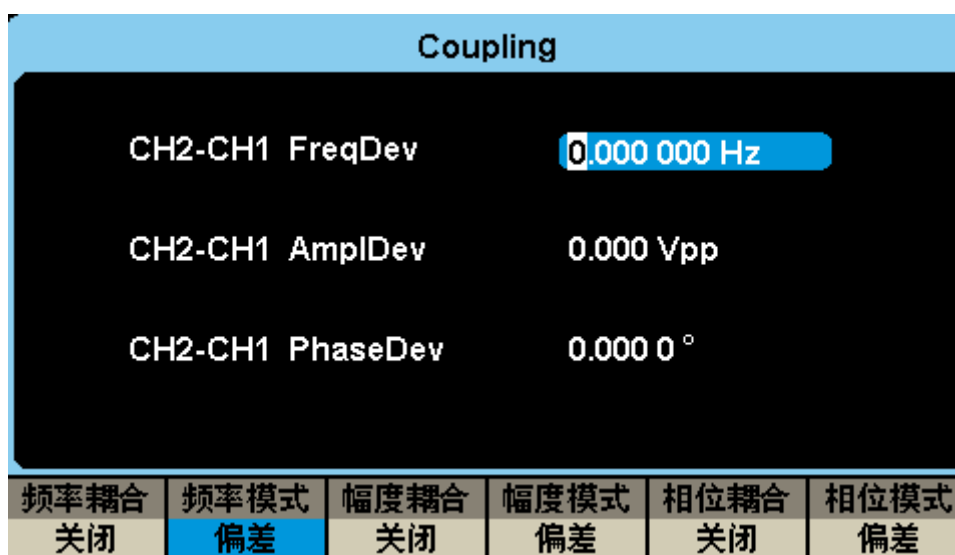 Coupling
CH2-CH1 FreqDev 0.000 000 Hz
CH2-CH1 AmplDev 0.000 Vpp
CH2-CH1 PhaseDev 0.000 0 °
频率耦合 频率模式 幅度耦合 幅度模式 相位耦合 相位模式
关闭 偏差 关闭 偏差 关闭 偏差